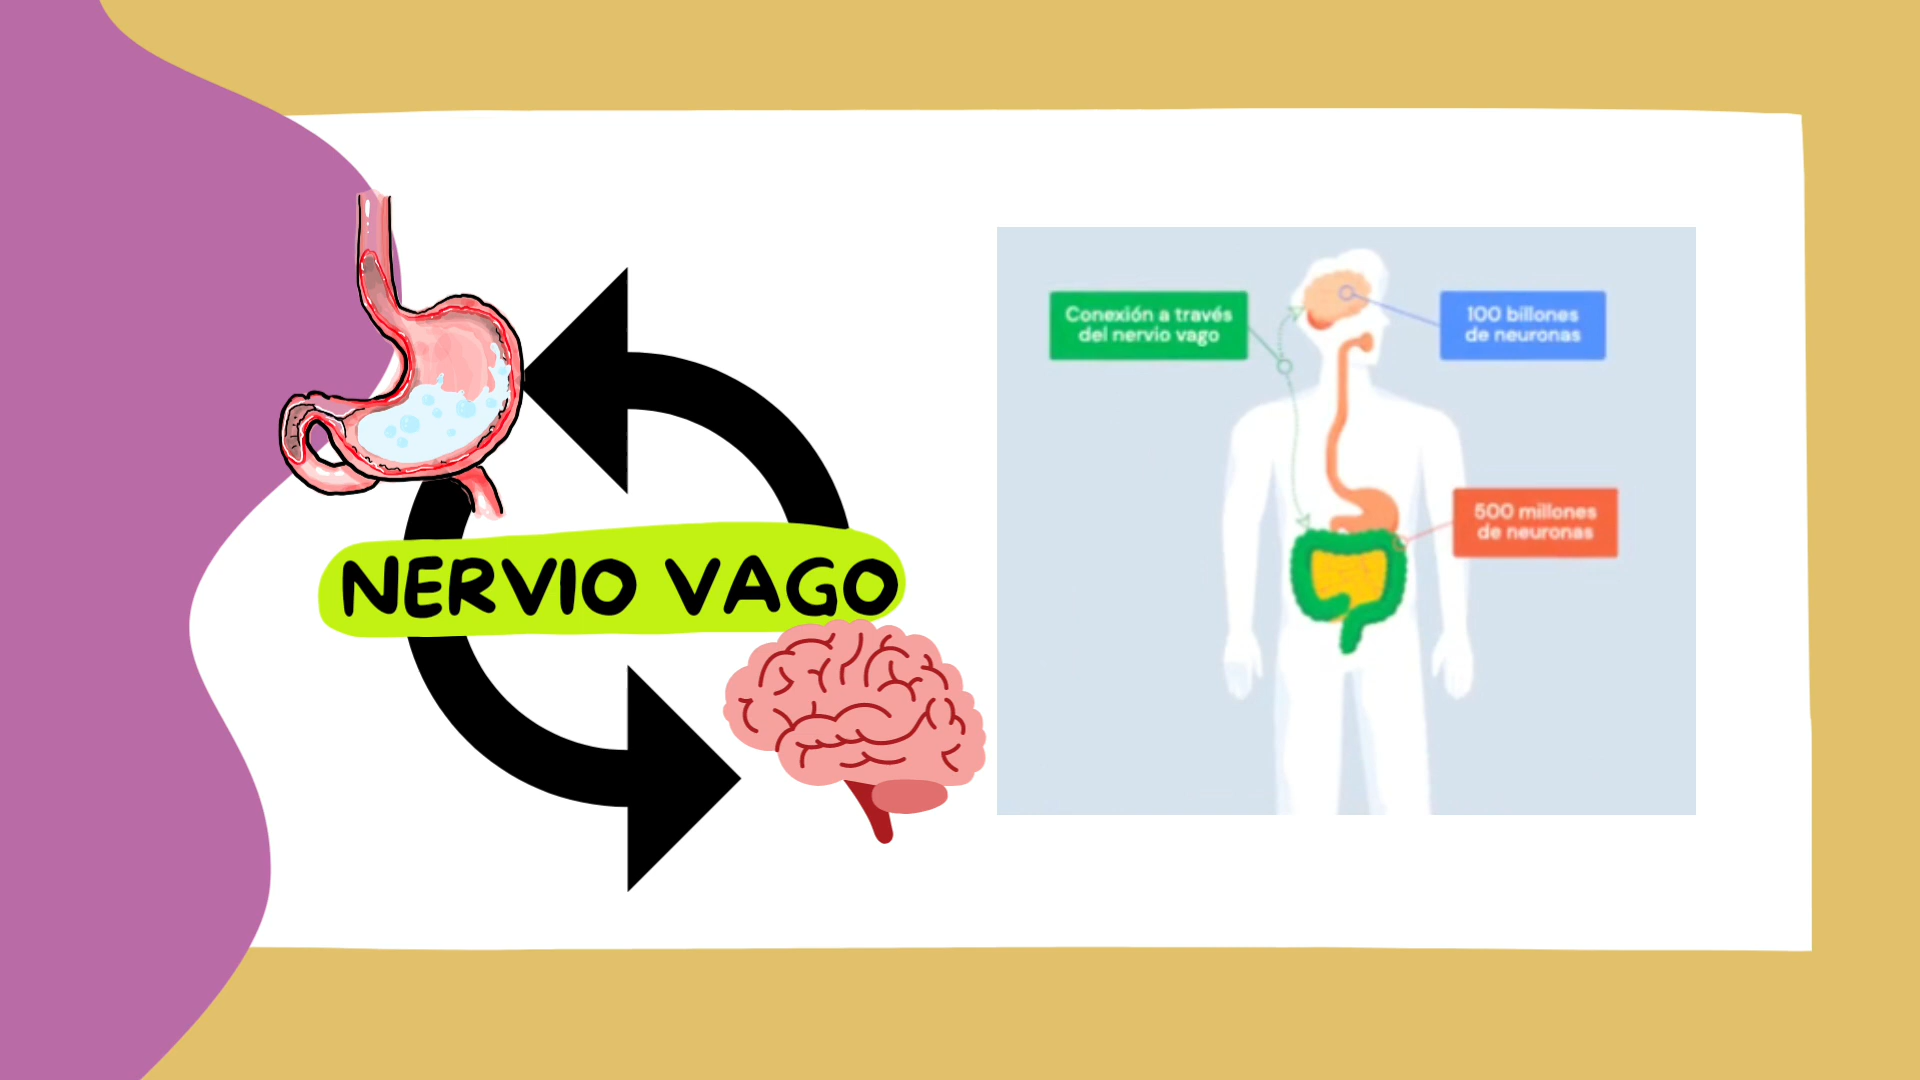 NERVIO VAGO
Conexión a través
del nervio vago
100 billones
de neuronas
500 millones
de neuronas